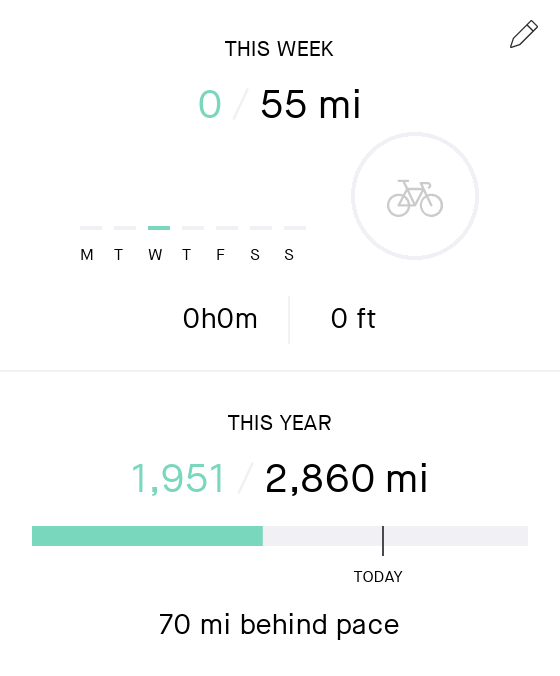 THIS WEEK
0 / 55 mi
M T W T F S S
0h0m
0 ft
THIS YEAR
1,951 / 2,860 mi
TODAY
70 mi behind pace